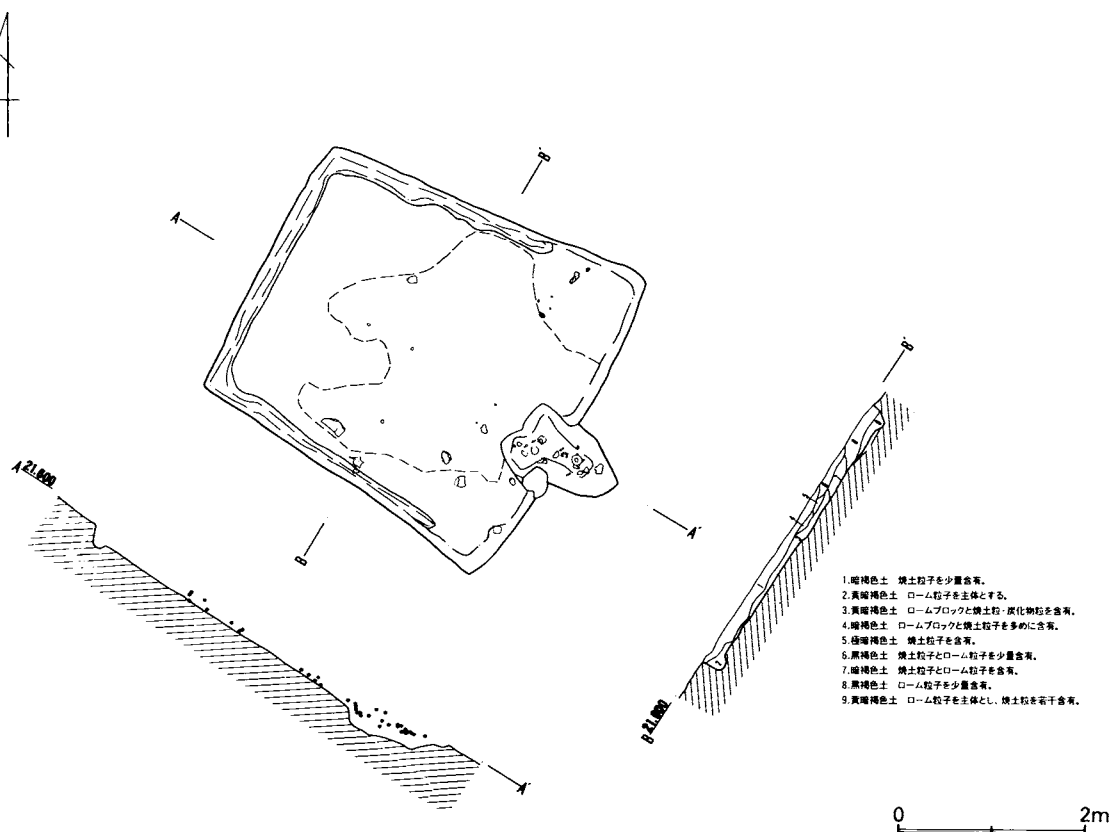 B′
A
B′
A 21.600
A′
B
1.暗褐色土 焼土粒子を少量含有。
2.黄暗褐色土 ローム粒子を主体とする。
3.黄暗褐色土 ロームブロックと焼土粒・炭化物粒を含有。
4.暗褐色土 ロームブロックと焼土粒子を多めに含有。
5.極暗褐色土 焼土粒子を含有。
6.黒褐色土 焼土粒子とローム粒子を少量含有。
7.暗褐色土 焼土粒子とローム粒子を含有。
8.黒褐色土 ローム粒子を少量含有。
9.黄暗褐色土 ローム粒子を主体とし、焼土粒を若干含有。
B
A′
0 2m